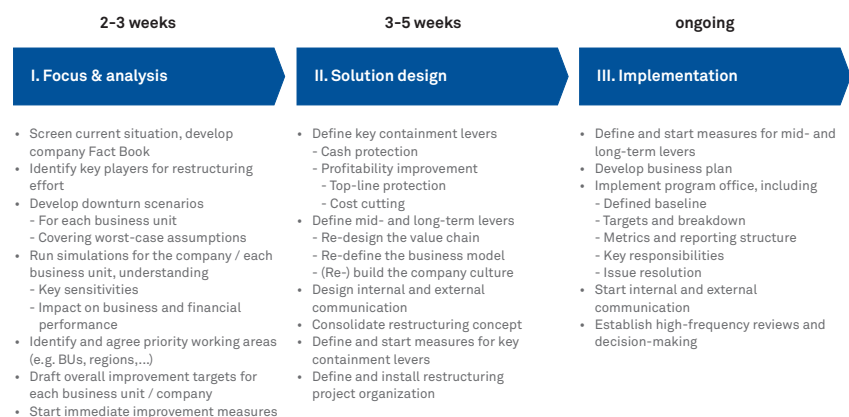 2-3 weeks
I. Focus & analysis
• Screen current situation, develop
company Fact Book
• Identify key players for restructuring
effort
• Develop downturn scenarios
- For each business unit
- Covering worst-case assumptions
• Run simulations for the company / each
business unit, understanding
- Key sensitivities
- Impact on business and financial
performance
• Identify and agree priority working areas
(e.g. BUs, regions,...)
• Draft overall improvement targets for
each business unit / company
• Start immediate improvement measures
3-5 weeks
II. Solution design
• Define key containment levers
- Cash protection
- Profitability improvement
- Top-line protection
- Cost cutting
• Define mid- and long-term levers
- Re-design the value chain
- Re-define the business model
- (Re-) build the company culture
• Design internal and external
communication
• Consolidate restructuring concept
• Define and start measures for key
containment levers
• Define and install restructuring
project organization
ongoing
III. Implementation
• Define and start measures for mid- and
long-term levers
• Develop business plan
• Implement program office, including
- Defined baseline
- Targets and breakdown
- Metrics and reporting structure
- Key responsibilities
- Issue resolution
• Start internal and external
communication
• Establish high-frequency reviews and
decision-making